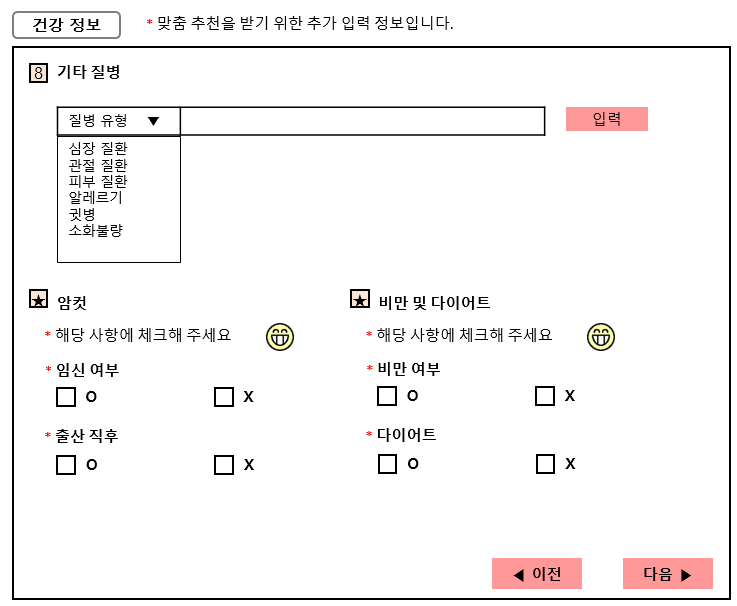 건강 정보
* 맞춤 추천을 받기 위한 추가 입력 정보입니다.
8 기타 질병
질병 유형 ▼
입력
심장 질환
관절 질환
피부 질환
알레르기
귓병
소화불량
★ 암컷
* 해당 사항에 체크해 주세요
* 임신 여부
O X
* 출산 직후
O X
★ 비만 및 다이어트
* 해당 사항에 체크해 주세요
* 비만 여부
O X
* 다이어트
O X
◀ 이전
다음 ▶